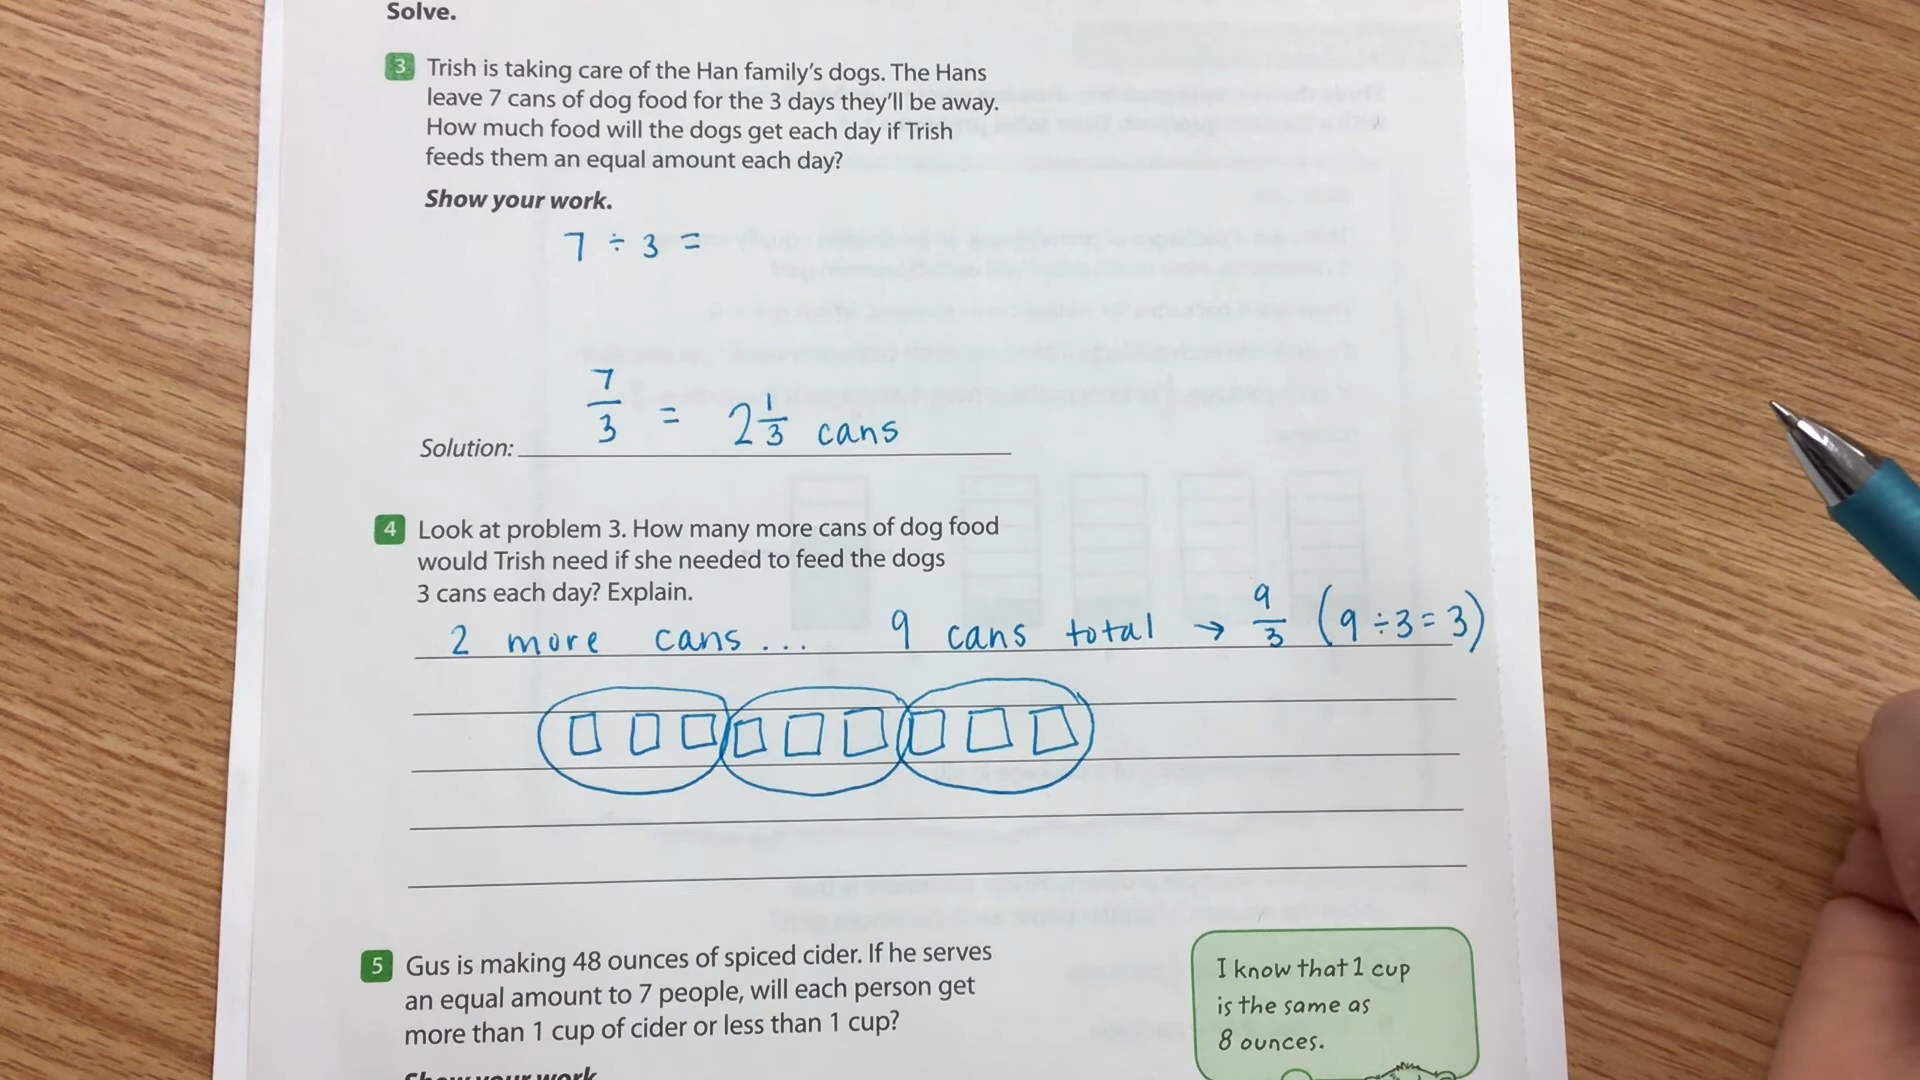 Solve.
3 Trish is taking care of the Han family's dogs. The Hans
leave 7 cans of dog food for the 3 days they'll be away.
How much food will the dogs get each day if Trish
feeds them an equal amount each day?
Show your work.
7 ÷ 3 =
Solution: 7/3 = 2 1/3 cans
4 Look at problem 3. How many more cans of dog food
would Trish need if she needed to feed the dogs
3 cans each day? Explain.
2 more cans... 9 cans total → 9/3 (9 ÷ 3 = 3)
5 Gus is making 48 ounces of spiced cider. If he serves
an equal amount to 7 people, will each person get
more than 1 cup of cider or less than 1 cup?
I know that 1 cup
is the same as
8 ounces.
Show your work